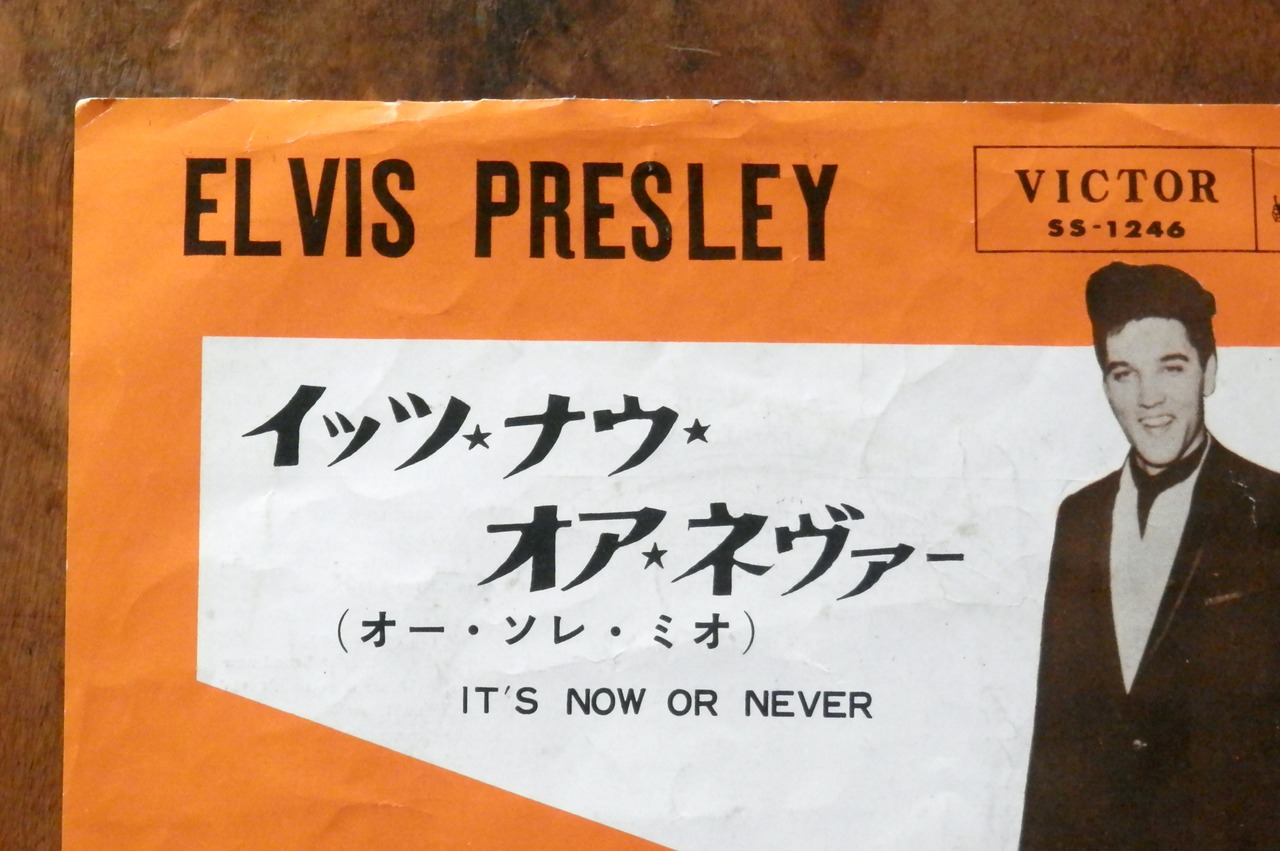 ELVIS PRESLEY
VICTOR
SS-1246
イッツ★ナウ★
オア★ネヴァー
(オー・ソレ・ミオ)
IT'S NOW OR NEVER